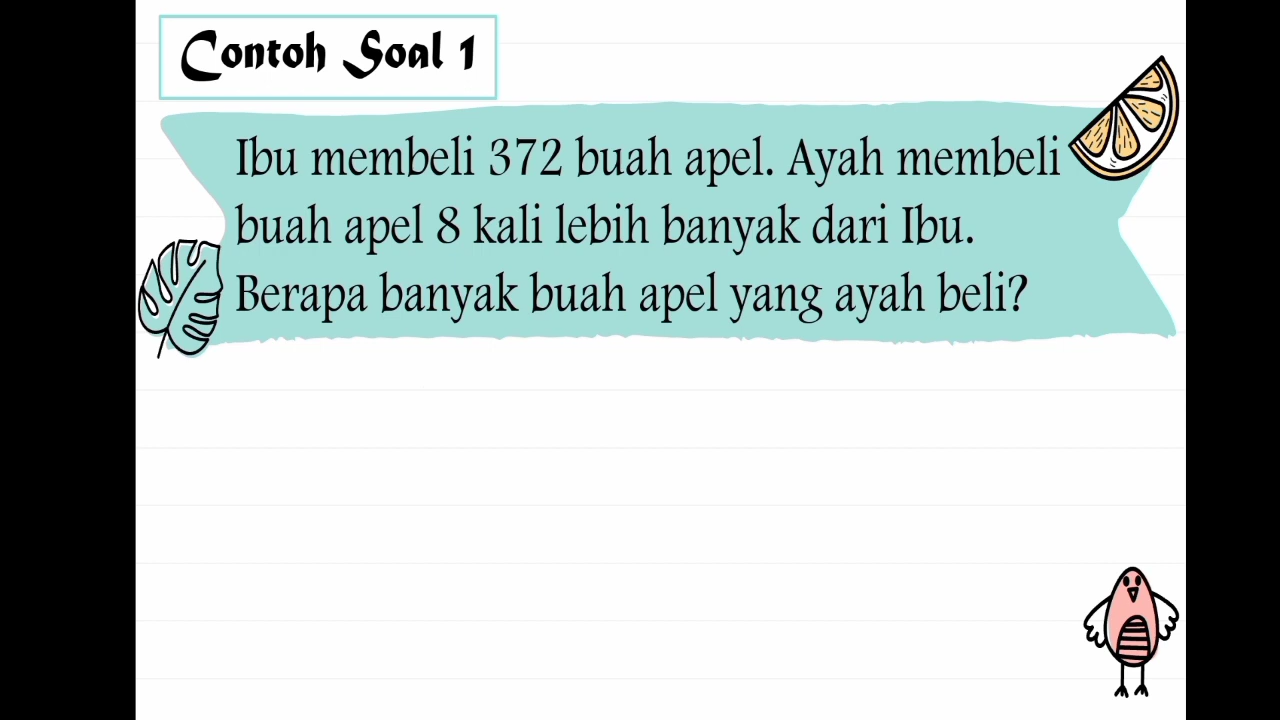 Contoh Soal 1
Ibu membeli 372 buah apel. Ayah membeli
buah apel 8 kali lebih banyak dari Ibu.
Berapa banyak buah apel yang ayah beli?